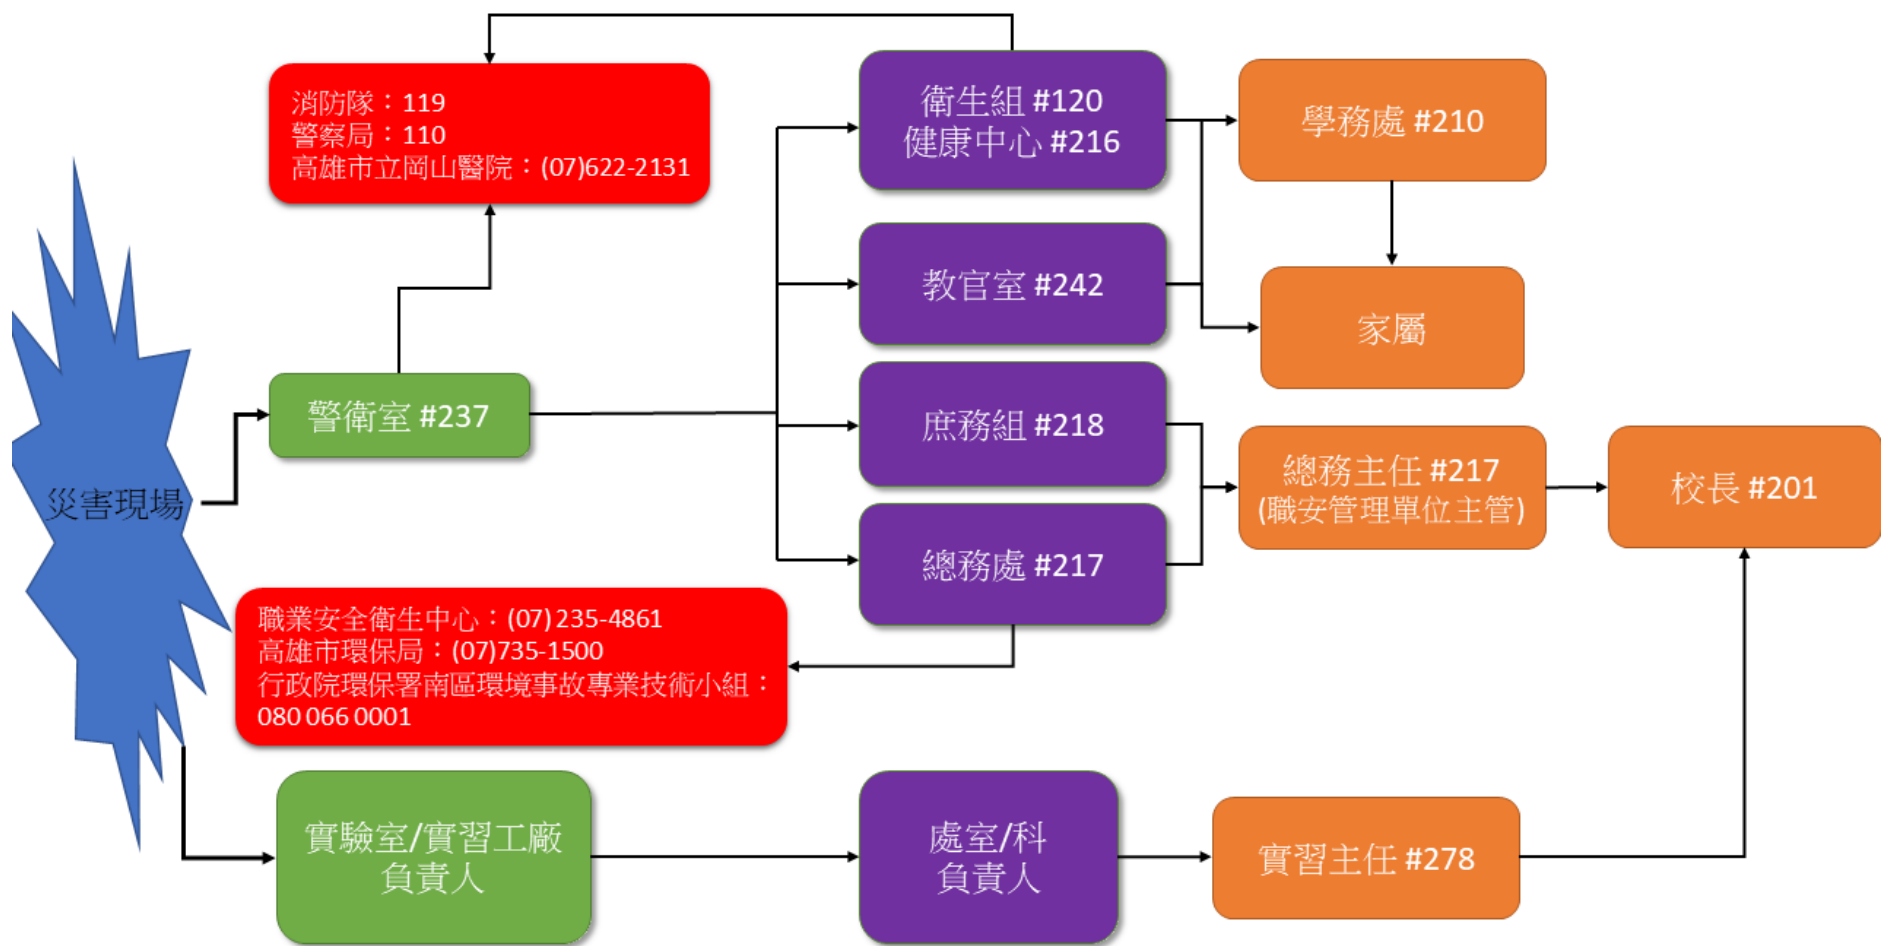 消防隊：119
警察局：110
高雄市立岡山醫院：(07)622-2131
衛生組 #120
健康中心 #216
學務處 #210
教官室 #242
家屬
警衛室 #237
庶務組 #218
總務主任 #217
(職安管理單位主管)
校長 #201
災害現場
總務處 #217
職業安全衛生中心：(07) 235-4861
高雄市環保局：(07)735-1500
行政院環保署南區環境事故專業技術小組：
080 066 0001
實驗室/實習工廠
負責人
處室/科
負責人
實習主任 #278